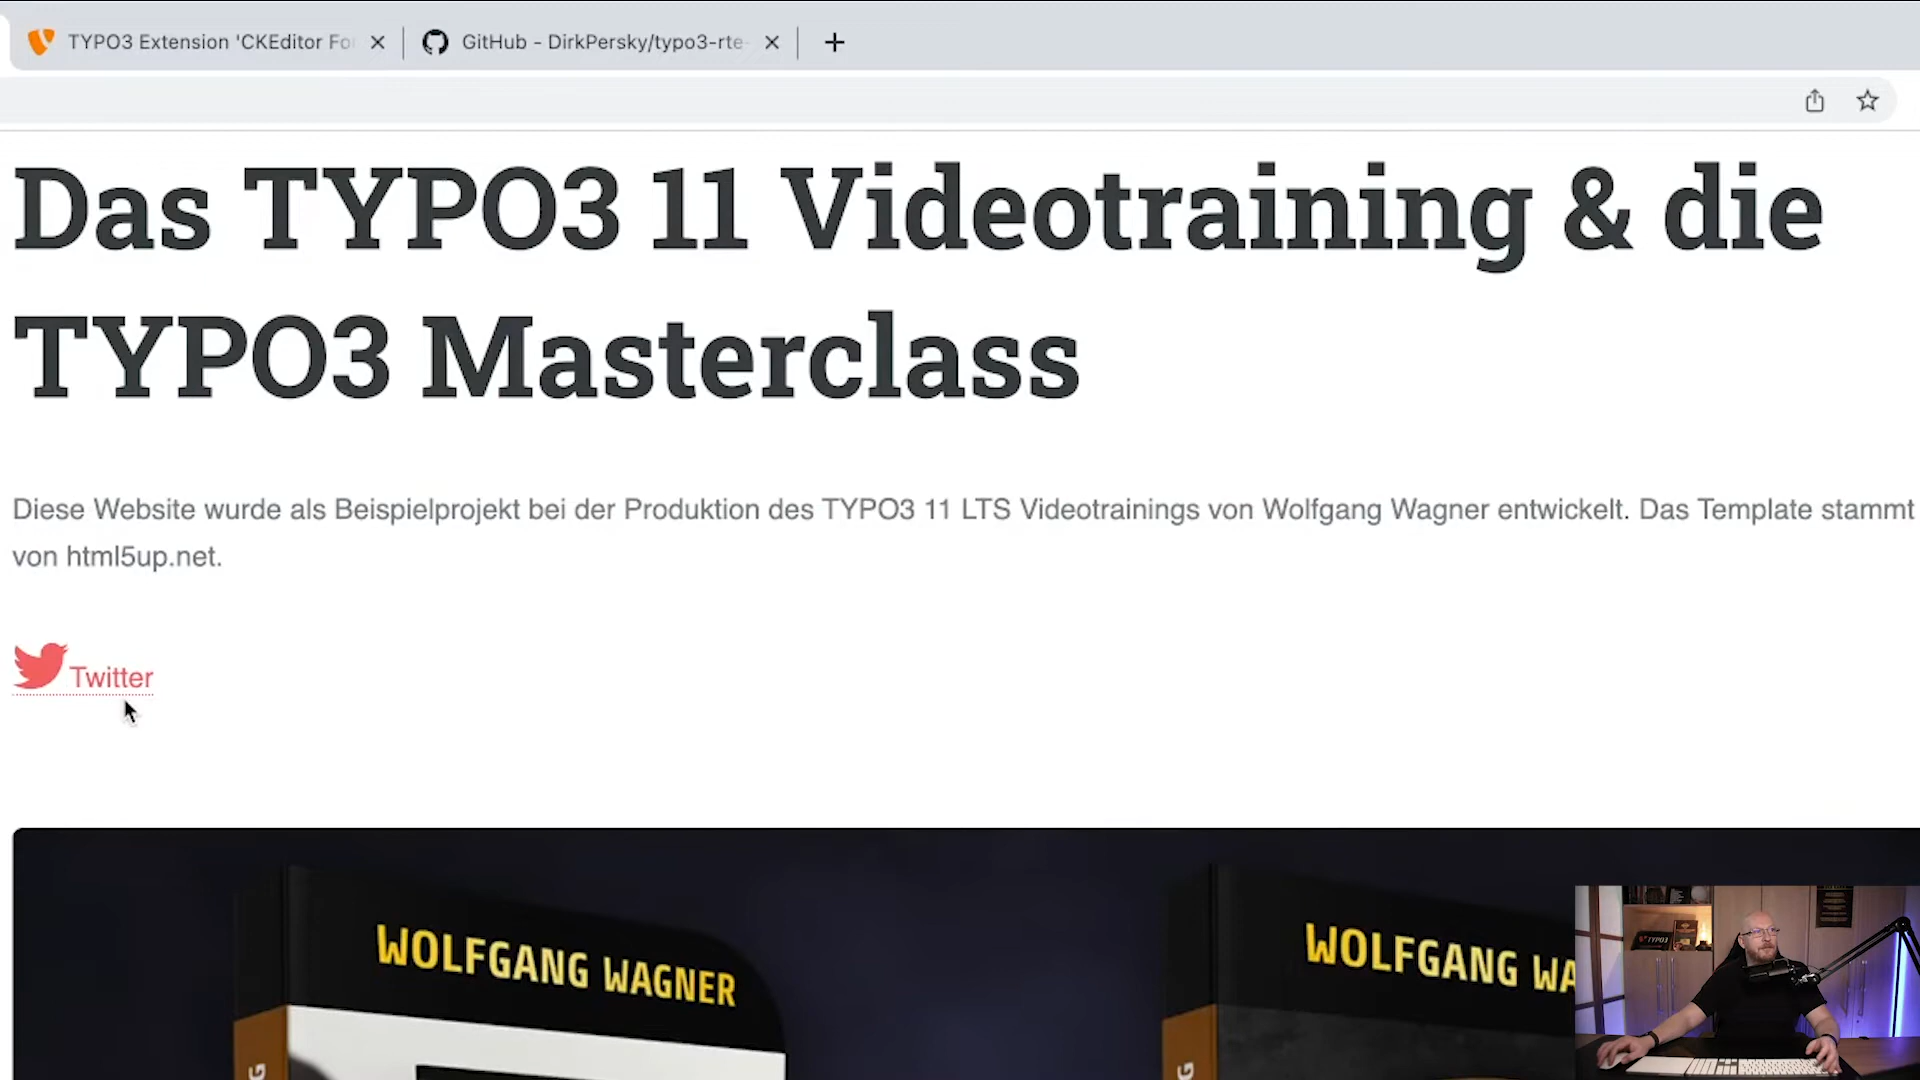 TYPO3 Extension 'CKEditor Fo
GitHub - DirkPersky/typo3-rte-
Das TYPO3 11 Videotraining & die
TYPO3 Masterclass
Diese Website wurde als Beispielprojekt bei der Produktion des TYPO3 11 LTS Videotrainings von Wolfgang Wagner entwickelt. Das Template stammt
von html5up.net.
Twitter
WOLFGANG WAGNER
WOLFGANG WA
G
G
TYPO3